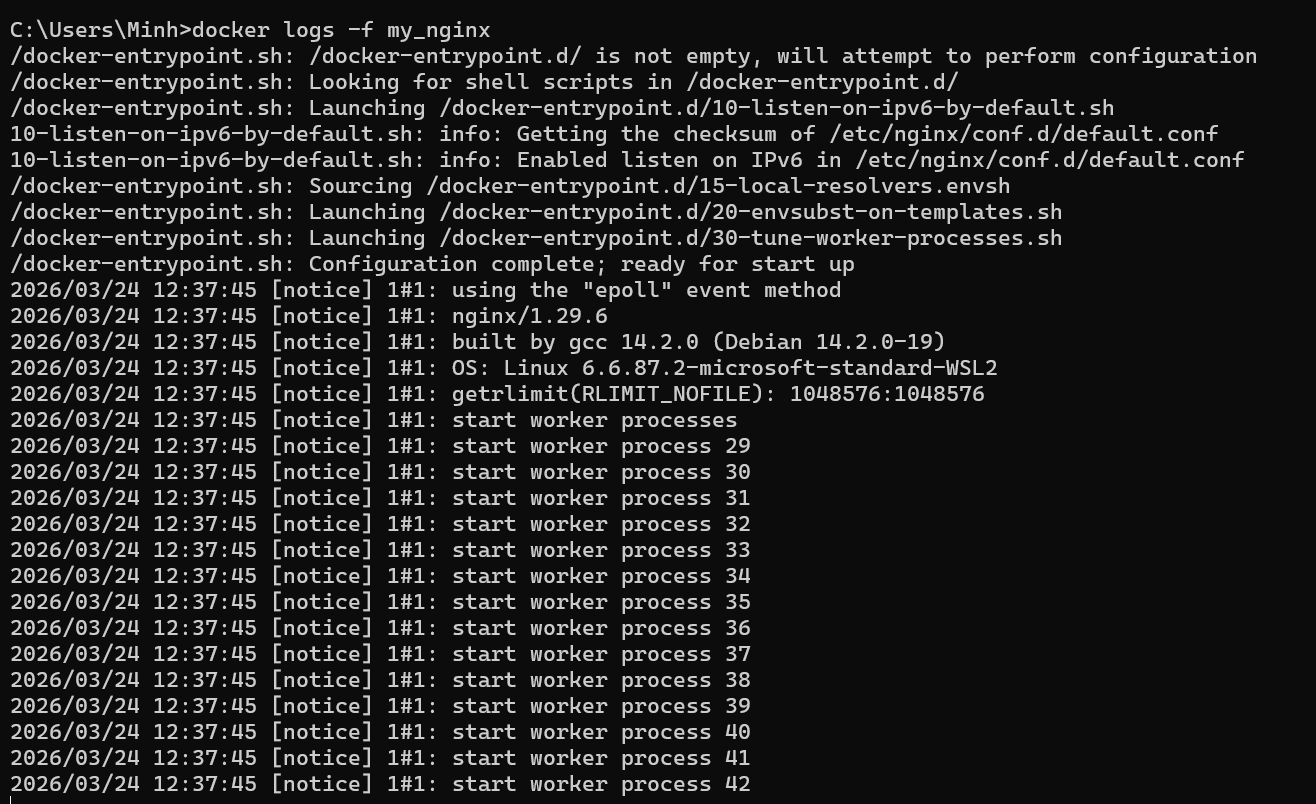 C:\Users\Minh>docker logs -f my_nginx
/docker-entrypoint.sh: /docker-entrypoint.d/ is not empty, will attempt to perform configuration
/docker-entrypoint.sh: Looking for shell scripts in /docker-entrypoint.d/
/docker-entrypoint.sh: Launching /docker-entrypoint.d/10-listen-on-ipv6-by-default.sh
10-listen-on-ipv6-by-default.sh: info: Getting the checksum of /etc/nginx/conf.d/default.conf
10-listen-on-ipv6-by-default.sh: info: Enabled listen on IPv6 in /etc/nginx/conf.d/default.conf
/docker-entrypoint.sh: Sourcing /docker-entrypoint.d/15-local-resolvers.envsh
/docker-entrypoint.sh: Launching /docker-entrypoint.d/20-envsubst-on-templates.sh
/docker-entrypoint.sh: Launching /docker-entrypoint.d/30-tune-worker-processes.sh
/docker-entrypoint.sh: Configuration complete; ready for start up
2026/03/24 12:37:45 [notice] 1#1: using the "epoll" event method
2026/03/24 12:37:45 [notice] 1#1: nginx/1.29.6
2026/03/24 12:37:45 [notice] 1#1: built by gcc 14.2.0 (Debian 14.2.0-19)
2026/03/24 12:37:45 [notice] 1#1: OS: Linux 6.6.87.2-microsoft-standard-WSL2
2026/03/24 12:37:45 [notice] 1#1: getrlimit(RLIMIT_NOFILE): 1048576:1048576
2026/03/24 12:37:45 [notice] 1#1: start worker processes
2026/03/24 12:37:45 [notice] 1#1: start worker process 29
2026/03/24 12:37:45 [notice] 1#1: start worker process 30
2026/03/24 12:37:45 [notice] 1#1: start worker process 31
2026/03/24 12:37:45 [notice] 1#1: start worker process 32
2026/03/24 12:37:45 [notice] 1#1: start worker process 33
2026/03/24 12:37:45 [notice] 1#1: start worker process 34
2026/03/24 12:37:45 [notice] 1#1: start worker process 35
2026/03/24 12:37:45 [notice] 1#1: start worker process 36
2026/03/24 12:37:45 [notice] 1#1: start worker process 37
2026/03/24 12:37:45 [notice] 1#1: start worker process 38
2026/03/24 12:37:45 [notice] 1#1: start worker process 39
2026/03/24 12:37:45 [notice] 1#1: start worker process 40
2026/03/24 12:37:45 [notice] 1#1: start worker process 41
2026/03/24 12:37:45 [notice] 1#1: start worker process 42